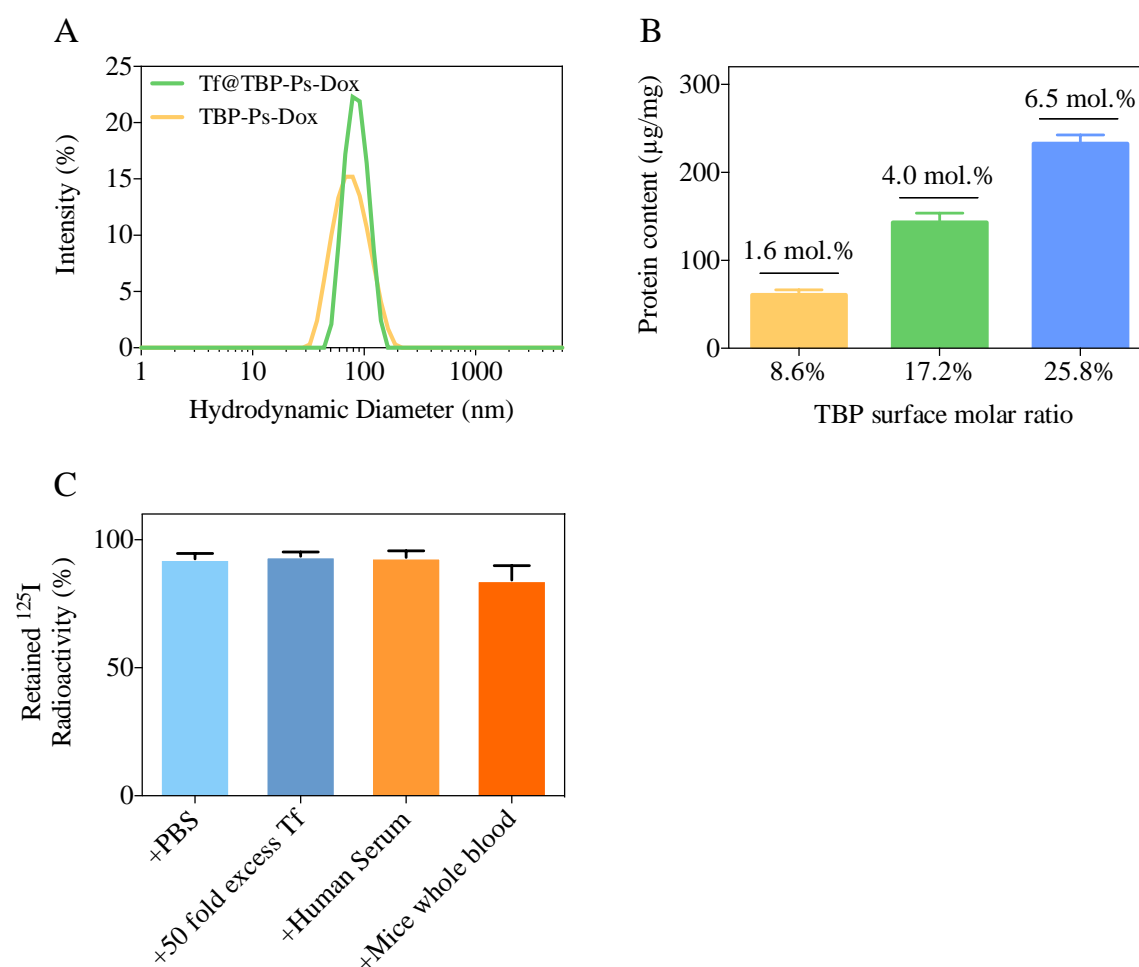 A
Intensity (%)
25
20
15
10
5
0
Tf@TBP-Ps-Dox
TBP-Ps-Dox
1
10
100
1000
Hydrodynamic Diameter (nm)
B
Protein content (µg/mg)
300
200
100
0
1.6 mol.%
4.0 mol.%
6.5 mol.%
8.6%
17.2%
25.8%
TBP surface molar ratio
C
Retained ¹²⁵I
Radioactivity (%)
100
50
0
+PBS
+50 fold excess Tf
+Human Serum
+Mice whole blood